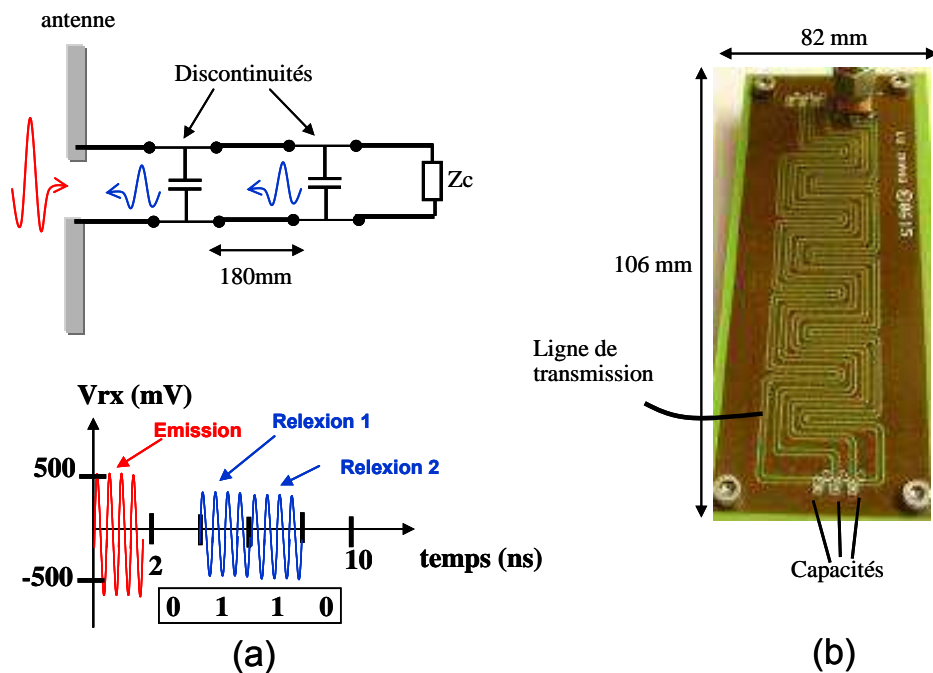 antenne
Discontinuités
Zc
180mm
Vrx (mV)
Emission
Relexion 1
Relexion 2
500
-500
2
10
temps (ns)
0 1 1 0
(a)
82 mm
106 mm
Ligne de
transmission
Capacités
(b)